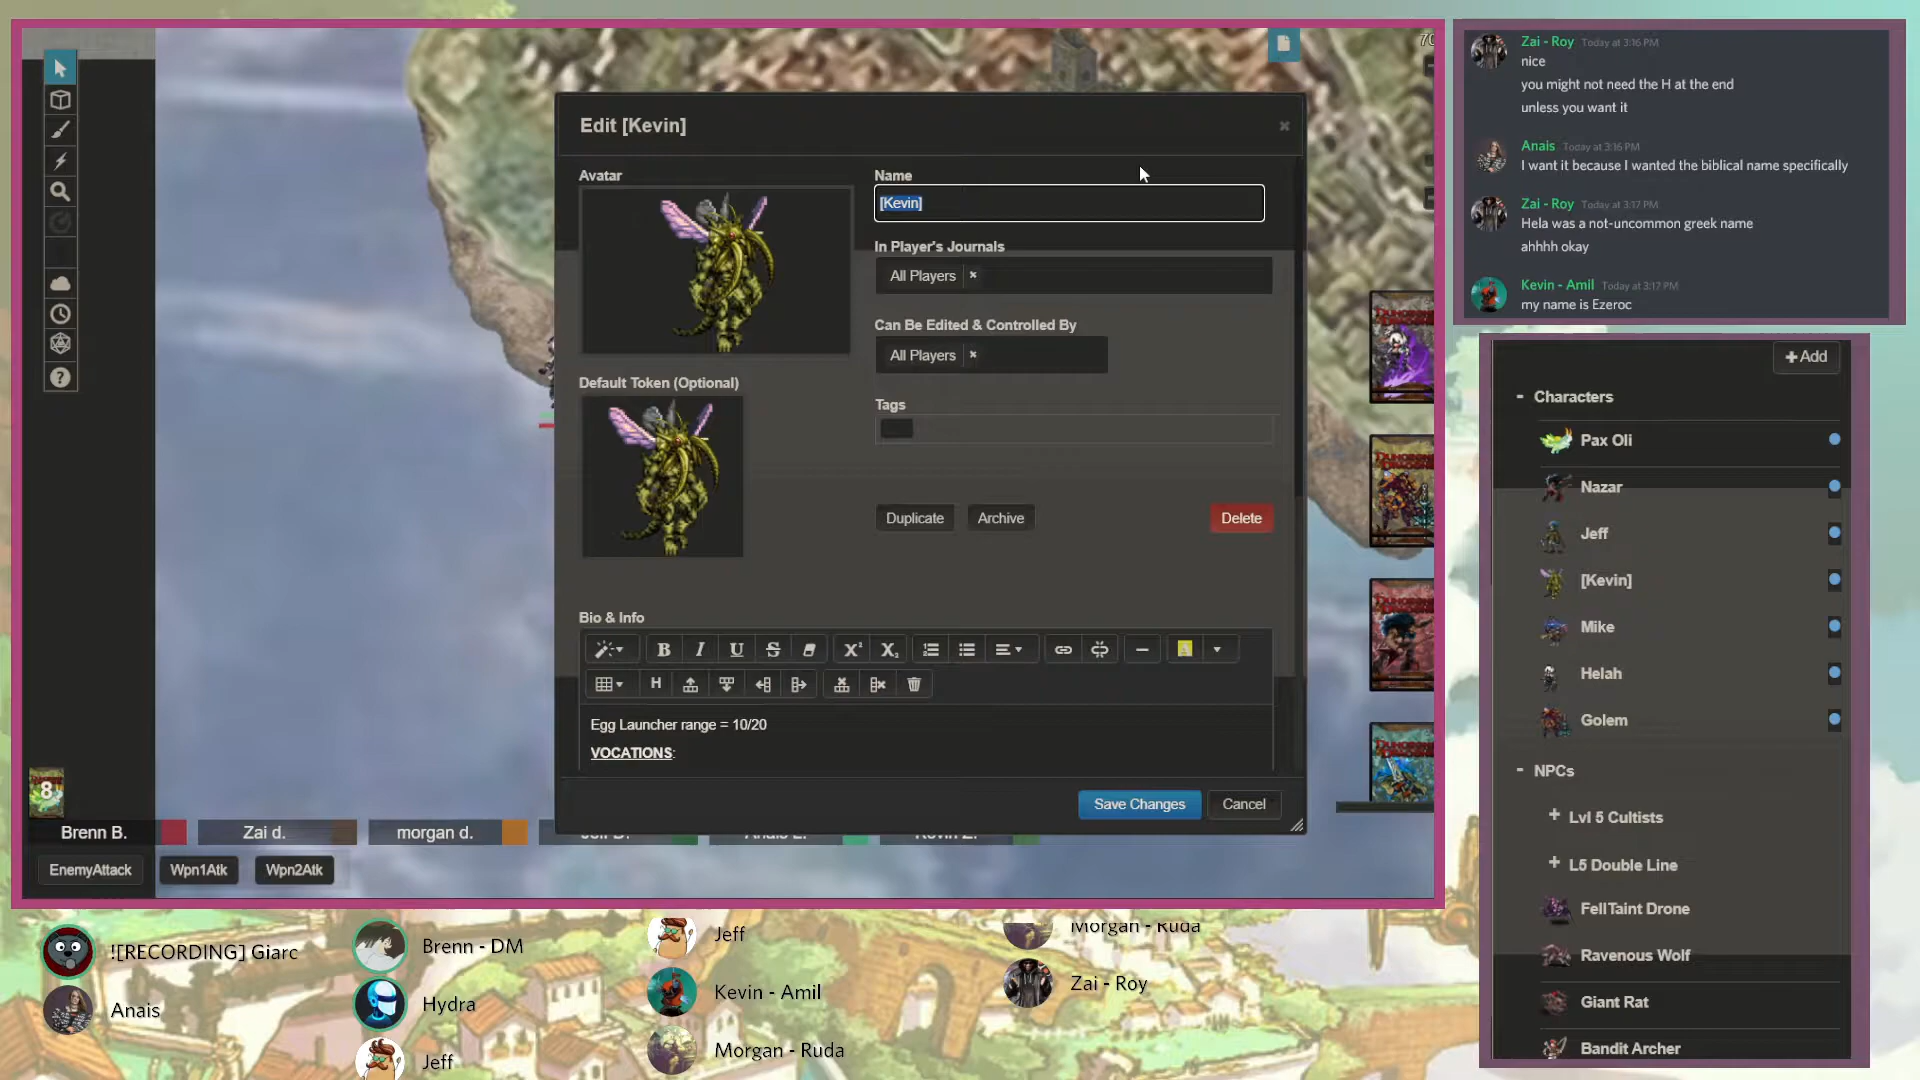 Edit [Kevin]
×
Avatar
Name
[Kevin]
In Player's Journals
All Players ×
Can Be Edited & Controlled By
All Players ×
Default Token (Optional)
Tags
Duplicate
Archive
Delete
Bio & Info
B I U S X² X₂
A
H
Egg Launcher range = 10/20
VOCATIONS:
Save Changes
Cancel
8
Brenn B.
Zai d.
morgan d.
EnemyAttack
Wpn1Atk
Wpn2Atk
Zai - Roy Today at 3:16 PM
nice
you might not need the H at the end
unless you want it
Anais Today at 3:16 PM
I want it because I wanted the biblical name specifically
Zai - Roy Today at 3:17 PM
Hela was a not-uncommon greek name
ahhhh okay
Kevin - Amil Today at 3:17 PM
my name is Ezeroc
+ Add
- Characters
Pax Oli
Nazar
Jeff
[Kevin]
Mike
Helah
Golem
- NPCs
+ Lvl 5 Cultists
+ L5 Double Line
FellTaint Drone
Ravenous Wolf
Giant Rat
Bandit Archer
![RECORDING] Giarc
Anais
Brenn - DM
Hydra
Jeff
Jeff
Kevin - Amil
Morgan - Ruda
Morgan - Ruda
Zai - Roy